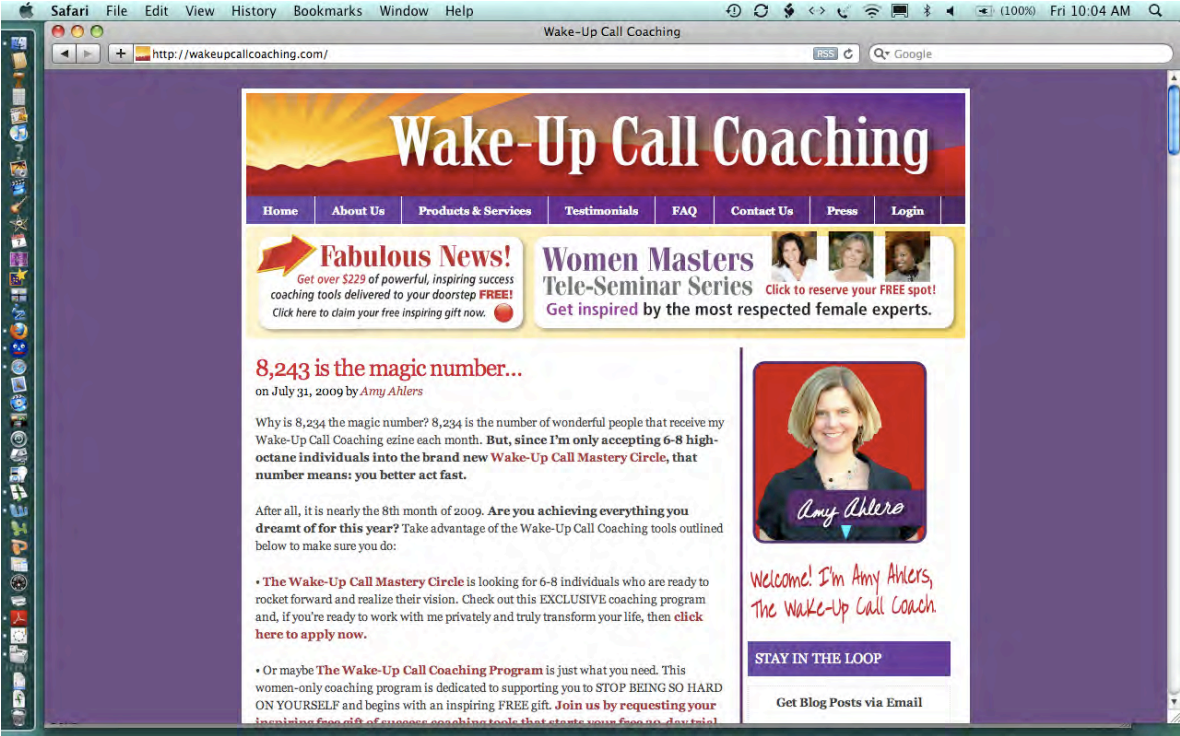 Safari File Edit View History Bookmarks Window Help (100%) Fri 10:04 AM
Wake-Up Call Coaching
http://wakeupcallcoaching.com/ RSS Google
Wake-Up Call Coaching
Home About Us Products & Services Testimonials FAQ Contact Us Press Login
Fabulous News!
Get over $229 of powerful, inspiring success
coaching tools delivered to your doorstep FREE!
Click here to claim your free inspiring gift now.
Women Masters
Tele-Seminar Series Click to reserve your FREE spot!
Get inspired by the most respected female experts.
8,243 is the magic number...
on July 31, 2009 by Amy Ahlers
Why is 8,234 the magic number? 8,234 is the number of wonderful people that receive my
Wake-Up Call Coaching ezine each month. But, since I'm only accepting 6-8 high-
octane individuals into the brand new Wake-Up Call Mastery Circle, that
number means: you better act fast.
After all, it is nearly the 8th month of 2009. Are you achieving everything you
dreamt of for this year? Take advantage of the Wake-Up Call Coaching tools outlined
below to make sure you do:
• The Wake-Up Call Mastery Circle is looking for 6-8 individuals who are ready to
rocket forward and realize their vision. Check out this EXCLUSIVE coaching program
and, if you're ready to work with me privately and truly transform your life, then click
here to apply now.
• Or maybe The Wake-Up Call Coaching Program is just what you need. This
women-only coaching program is dedicated to supporting you to STOP BEING SO HARD
ON YOURSELF and begins with an inspiring FREE gift. Join us by requesting your
inspiring free gift of success coaching tools that starts your free 30-day trial
Amy Ahlers
Welcome! I'm Amy Ahlers,
The Wake-Up Call Coach.
STAY IN THE LOOP
Get Blog Posts via Email